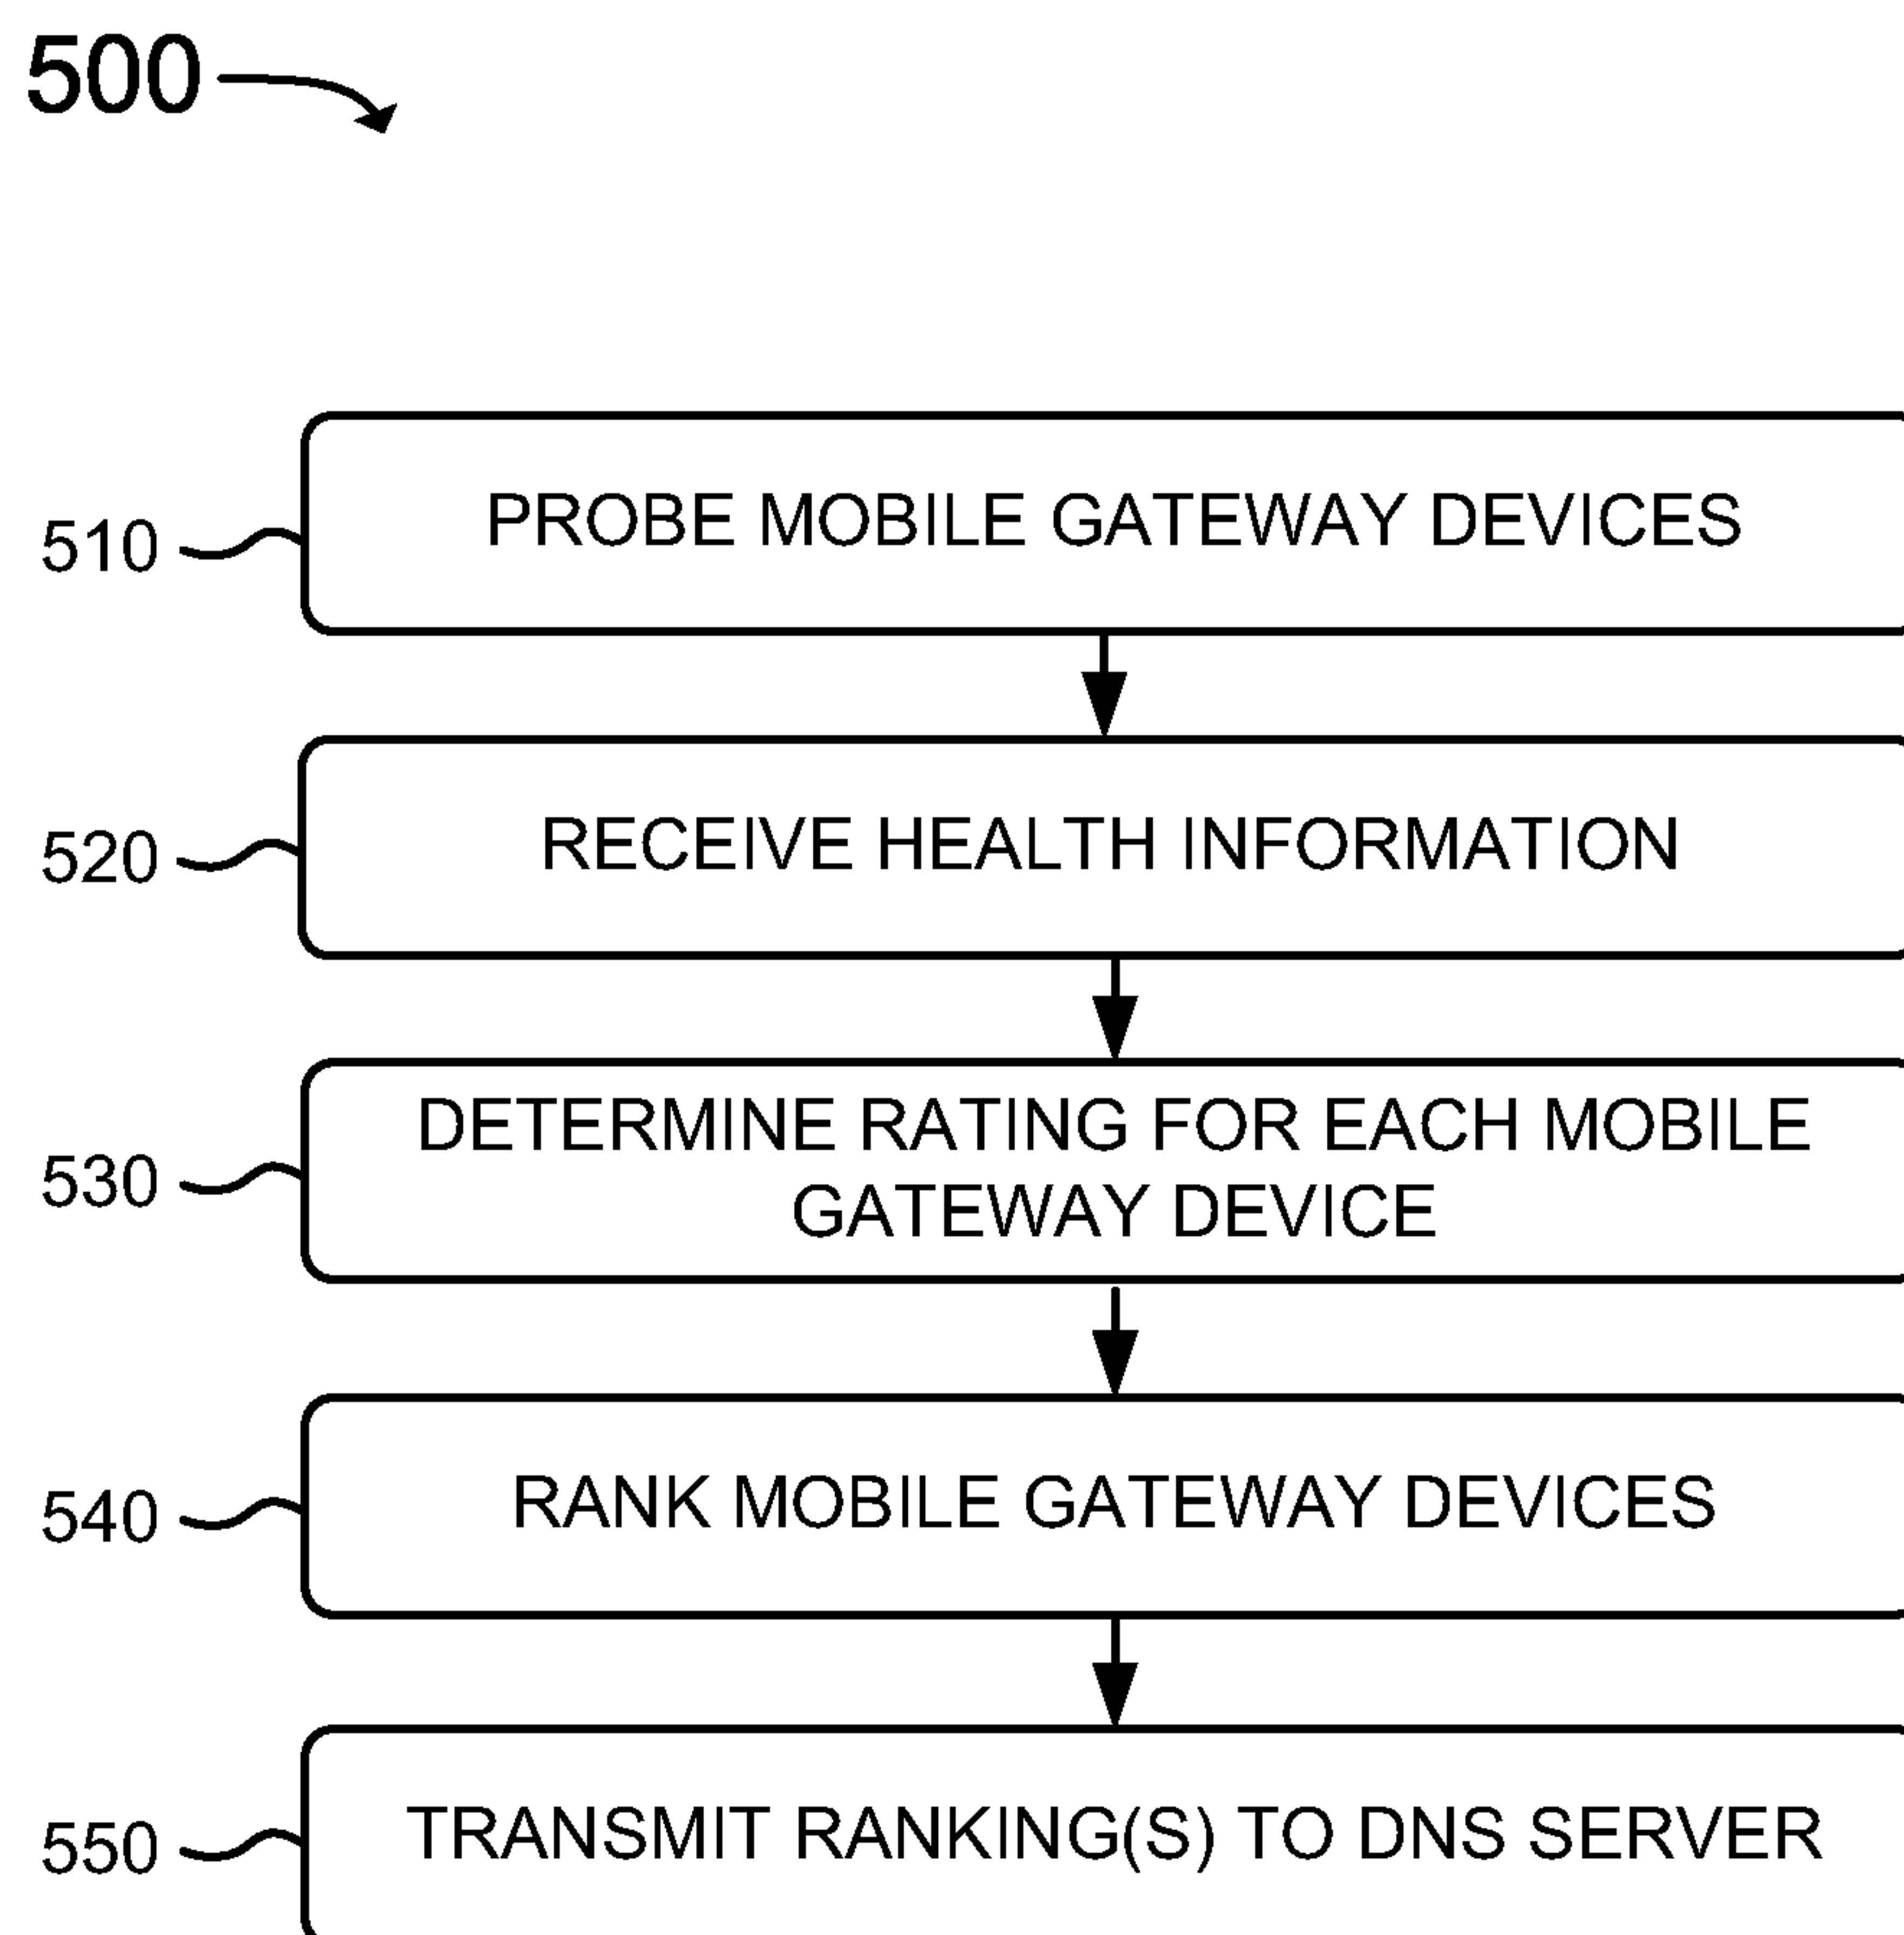 500
510
PROBE MOBILE GATEWAY DEVICES
520
RECEIVE HEALTH INFORMATION
530
DETERMINE RATING FOR EACH MOBILE
GATEWAY DEVICE
540
RANK MOBILE GATEWAY DEVICES
550
TRANSMIT RANKING(S) TO DNS SERVER